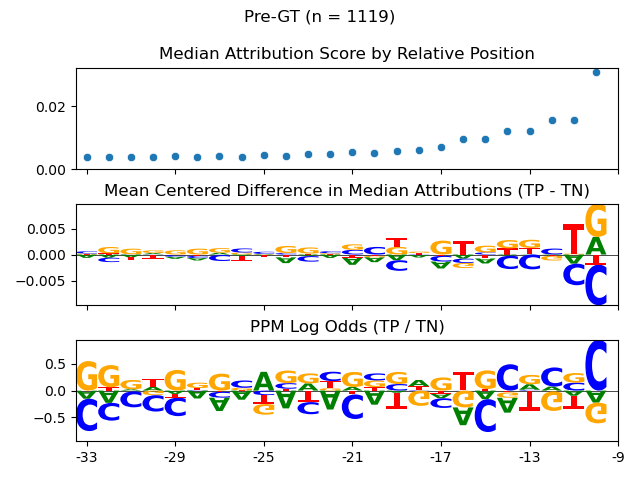 Pre-GT (n = 1119)
Median Attribution Score by Relative Position
0.02
0.00
Mean Centered Difference in Median Attributions (TP - TN)
0.005
0.000
−0.005
PPM Log Odds (TP / TN)
0.5
0.0
−0.5
-33 -29 -25 -21 -17 -13 -9